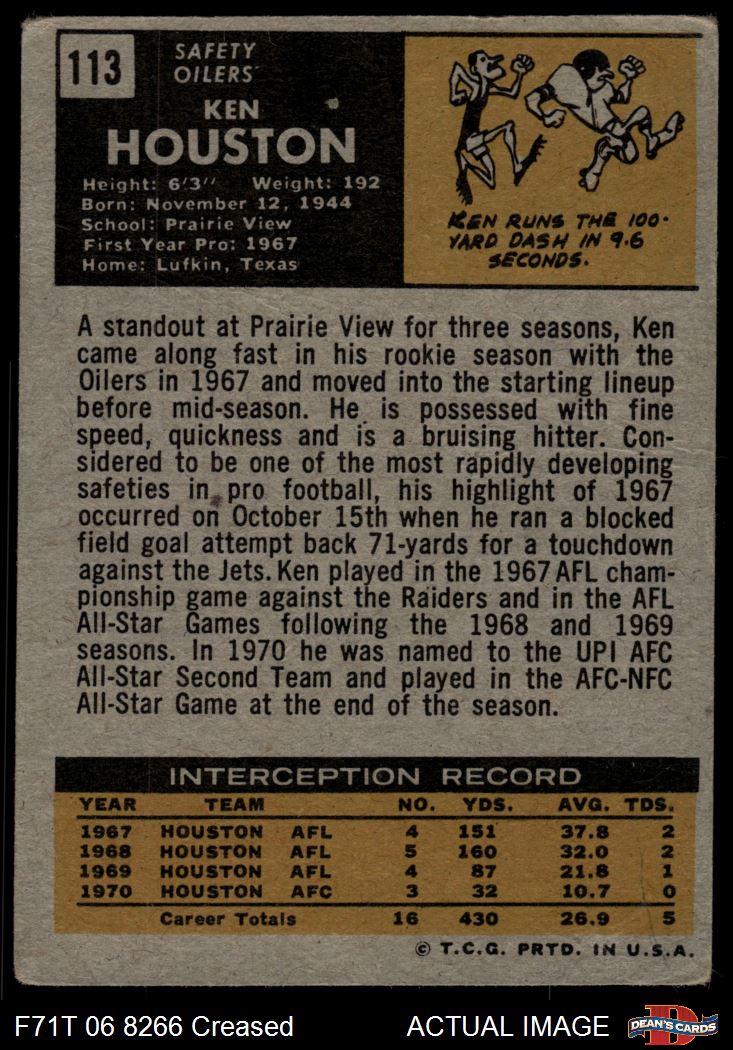 113
SAFETY
OILERS
KEN
HOUSTON
Height: 6'3" Weight: 192
Born: November 12, 1944
School: Prairie View
First Year Pro: 1967
Home: Lufkin, Texas
KEN RUNS THE 100-
YARD DASH IN 9.6
SECONDS.
A standout at Prairie View for three seasons, Ken
came along fast in his rookie season with the
Oilers in 1967 and moved into the starting lineup
before mid-season. He is possessed with fine
speed, quickness and is a bruising hitter. Con-
sidered to be one of the most rapidly developing
safeties in pro football, his highlight of 1967
occurred on October 15th when he ran a blocked
field goal attempt back 71-yards for a touchdown
against the Jets. Ken played in the 1967 AFL cham-
pionship game against the Raiders and in the AFL
All-Star Games following the 1968 and 1969
seasons. In 1970 he was named to the UPI AFC
All-Star Second Team and played in the AFC-NFC
All-Star Game at the end of the season.
INTERCEPTION RECORD
YEAR TEAM NO. YDS. AVG. TDS.
1967 HOUSTON AFL 4 151 37.8 2
1968 HOUSTON AFL 5 160 32.0 2
1969 HOUSTON AFL 4 87 21.8 1
1970 HOUSTON AFC 3 32 10.7 0
Career Totals 16 430 26.9 5
© T.C.G. PRTD. IN U.S.A.
F71T 06 8266 Creased ACTUAL IMAGE
D
DEAN'S CARDS